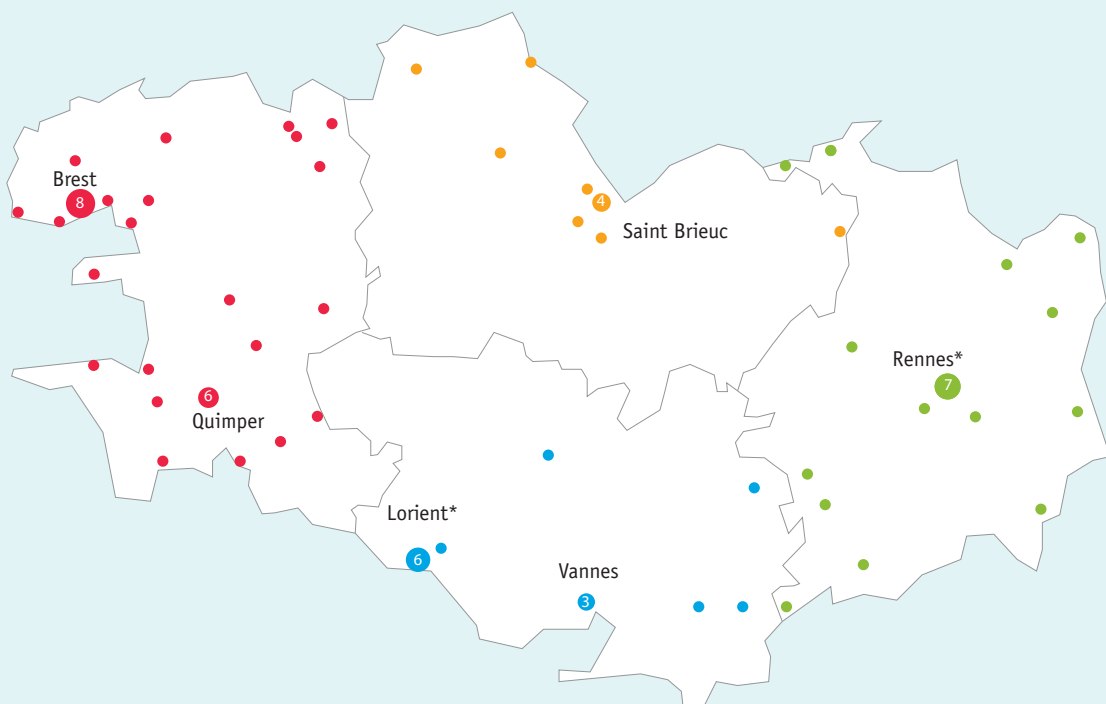 Brest
8
4
Saint Brieuc
Rennes*
7
6
Quimper
Lorient*
6
Vannes
3